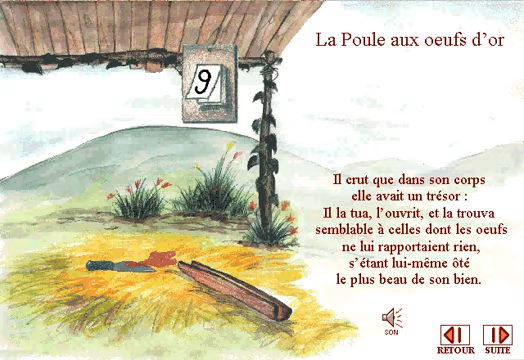 La Poule aux oeufs d'or
9
Il crut que dans son corps
elle avait un trésor :
Il la tua, l'ouvrit, et la trouva
semblable à celles dont les oeufs
ne lui rapportaient rien,
s'étant lui-même ôté
le plus beau de son bien.
SON
RETOUR SUITE